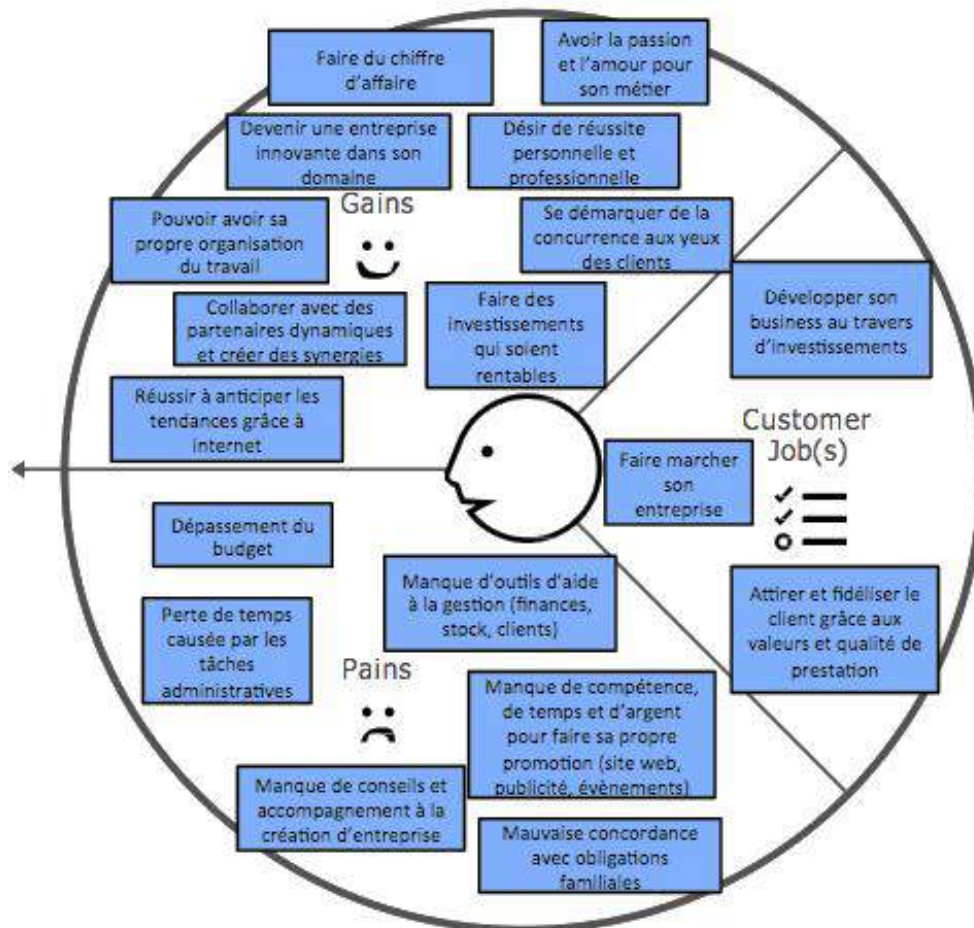 Faire du chiffre
d'affaire
Avoir la passion
et l'amour pour
son métier
Devenir une entreprise
innovante dans son
domaine
Désir de réussite
personnelle et
professionnelle
Gains
Pouvoir avoir sa
propre organisation
du travail
Se démarquer de la
concurrence aux yeux
des clients
Collaborer avec des
partenaires dynamiques
et créer des synergies
Faire des
investissements
qui soient
rentables
Développer son
business au travers
d'investissements
Réussir à anticiper les
tendances grâce à
internet
Customer
Job(s)
Faire marcher
son
entreprise
Dépassement du
budget
Manque d'outils d'aide
à la gestion (finances,
stock, clients)
Attirer et fidéliser le
client grâce aux
valeurs et qualité de
prestation
Perte de temps
causée par les
tâches
administratives
Pains
Manque de compétence,
de temps et d'argent
pour faire sa propre
promotion (site web,
publicité, évènements)
Manque de conseils et
accompagnement à la
création d'entreprise
Mauvaise concordance
avec obligations
familiales